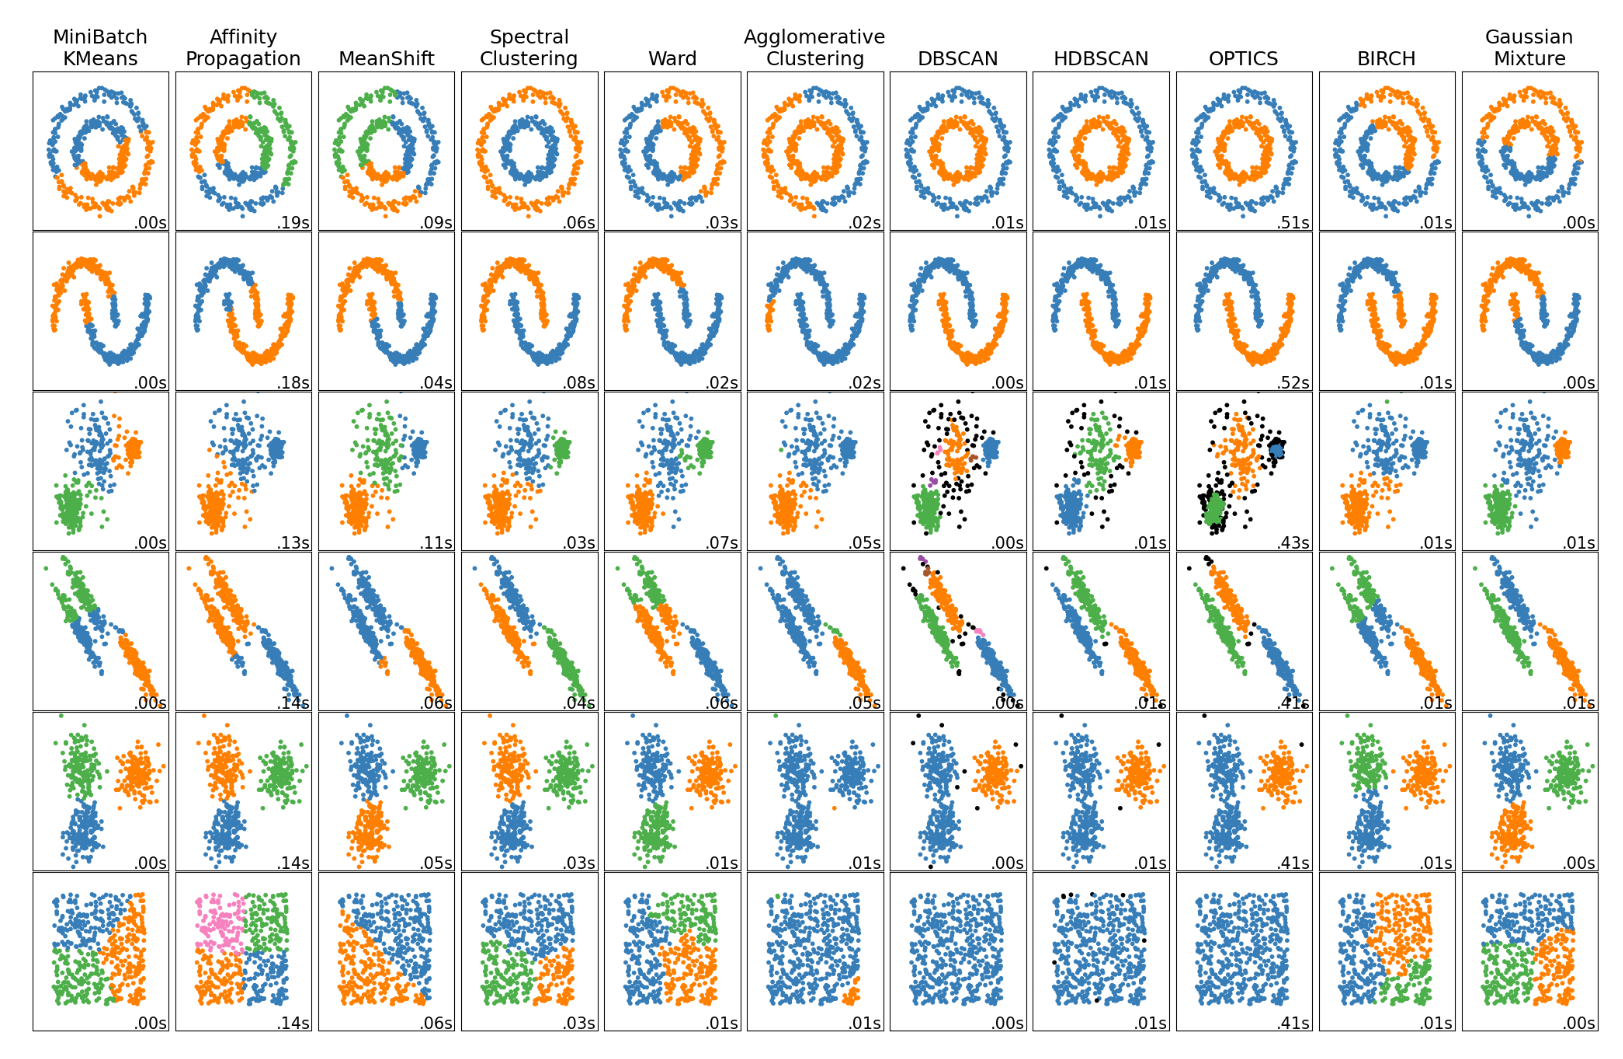 MiniBatch
KMeans
Affinity
Propagation
MeanShift
Spectral
Clustering
Ward
Agglomerative
Clustering
DBSCAN
HDBSCAN
OPTICS
BIRCH
Gaussian
Mixture
.00s .19s .09s .06s .03s .02s .01s .01s .51s .01s .00s
.00s .18s .04s .08s .02s .02s .00s .01s .52s .01s .00s
.00s .13s .11s .03s .07s .05s .00s .01s .43s .01s .01s
.00s .14s .06s .04s .06s .05s .00s .01s .41s .01s .01s
.00s .14s .05s .03s .01s .01s .00s .01s .41s .01s .00s
.00s .14s .06s .03s .01s .01s .00s .01s .41s .01s .00s